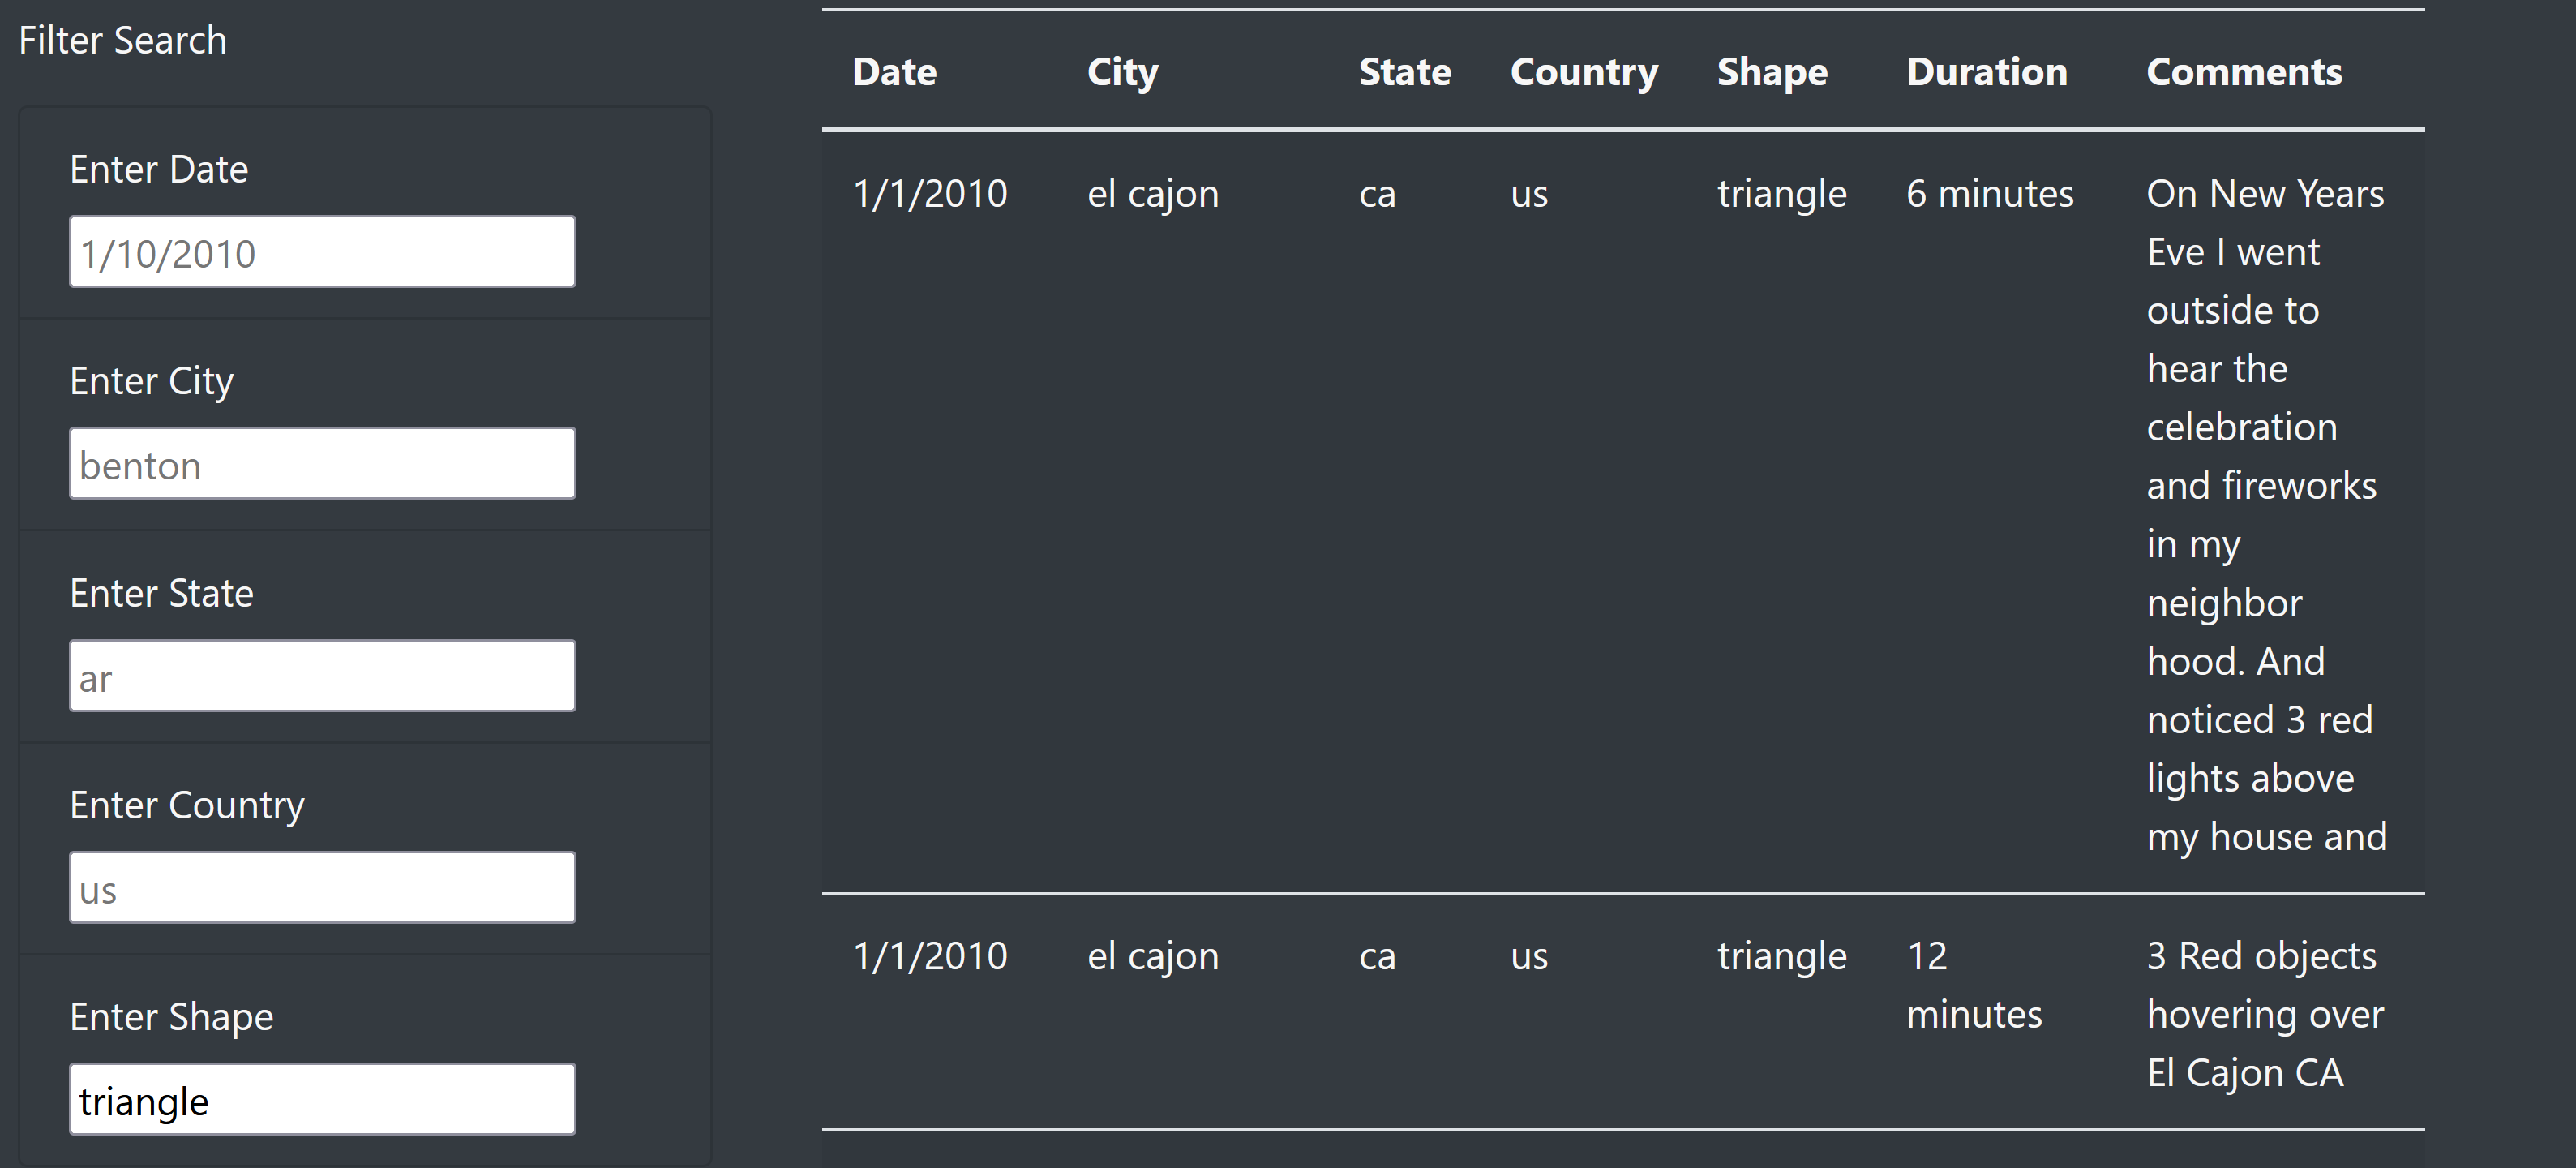 Filter Search
Enter Date
1/10/2010
Enter City
benton
Enter State
ar
Enter Country
us
Enter Shape
triangle
Date City State Country Shape Duration Comments
1/1/2010 el cajon ca us triangle 6 minutes On New Years
Eve I went
outside to
hear the
celebration
and fireworks
in my
neighbor
hood. And
noticed 3 red
lights above
my house and
1/1/2010 el cajon ca us triangle 12 3 Red objects
minutes hovering over
El Cajon CA